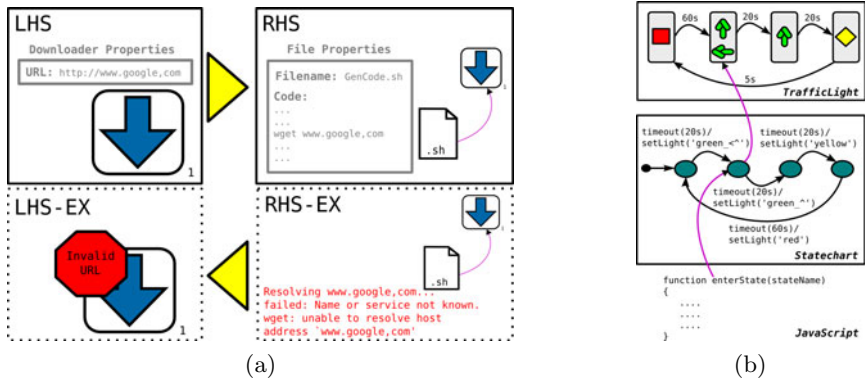 LHS
Downloader Properties
URL: http://www.google,com
1
RHS
File Properties
Filename: GenCode.sh
Code:
...
...
wget www.google,com
...
...
.sh
1
LHS-EX
Invalid
URL
1
RHS-EX
.sh
1
Resolving www.google,com...
failed: Name or service not known.
wget: unable to resolve host
address `www.google,com'
(a)
60s
20s
20s
5s
TrafficLight
timeout(20s)/
setLight('green_<^')
timeout(20s)/
setLight('yellow')
timeout(20s)/
setLight('green_^')
timeout(60s)/
setLight('red')
Statechart
function enterState(stateName)
{
....
....
....
}
JavaScript
(b)